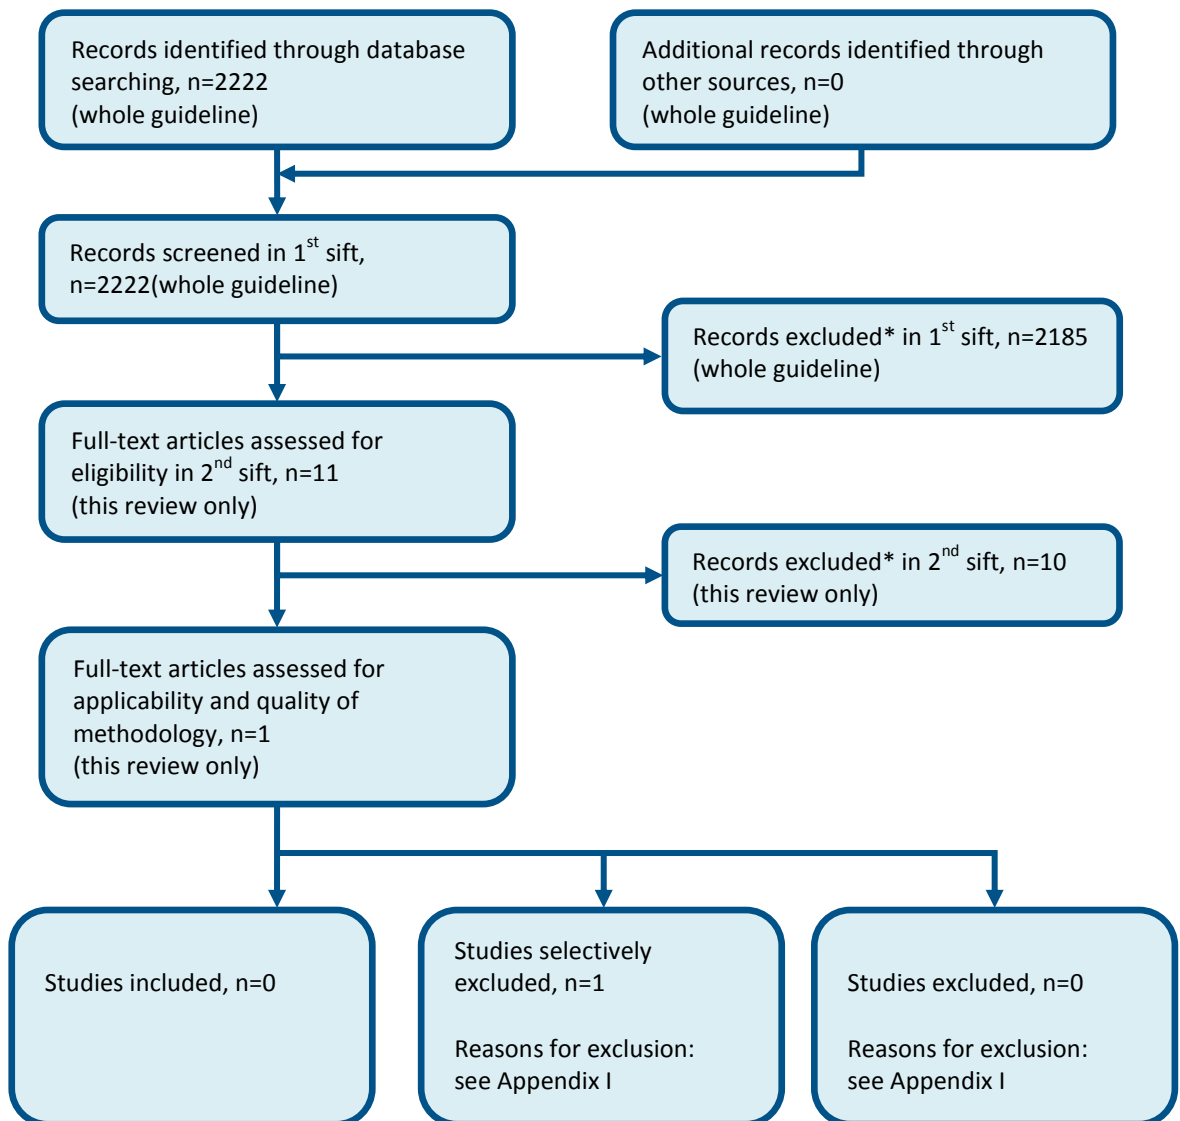 Records identified through database
searching, n=2222
(whole guideline)
Additional records identified through
other sources, n=0
(whole guideline)
Records screened in 1st sift,
n=2222(whole guideline)
Records excluded* in 1st sift, n=2185
(whole guideline)
Full-text articles assessed for
eligibility in 2nd sift, n=11
(this review only)
Records excluded* in 2nd sift, n=10
(this review only)
Full-text articles assessed for
applicability and quality of
methodology, n=1
(this review only)
Studies included, n=0
Studies selectively
excluded, n=1
Reasons for exclusion:
see Appendix I
Studies excluded, n=0
Reasons for exclusion:
see Appendix I